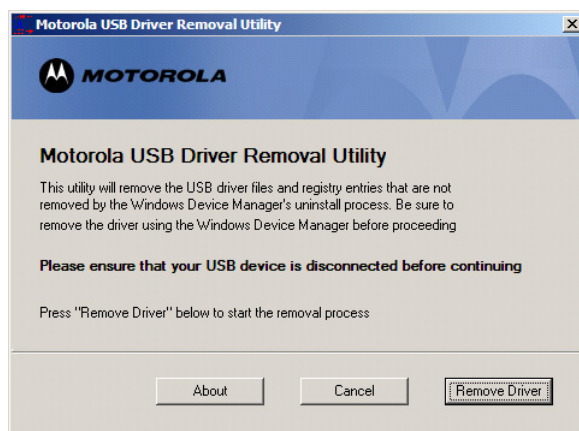 Motorola USB Driver Removal Utility
MOTOROLA
Motorola USB Driver Removal Utility
This utility will remove the USB driver files and registry entries that are not
removed by the Windows Device Manager's uninstall process. Be sure to
remove the driver using the Windows Device Manager before proceeding
Please ensure that your USB device is disconnected before continuing
Press "Remove Driver" below to start the removal process
About
Cancel
Remove Driver